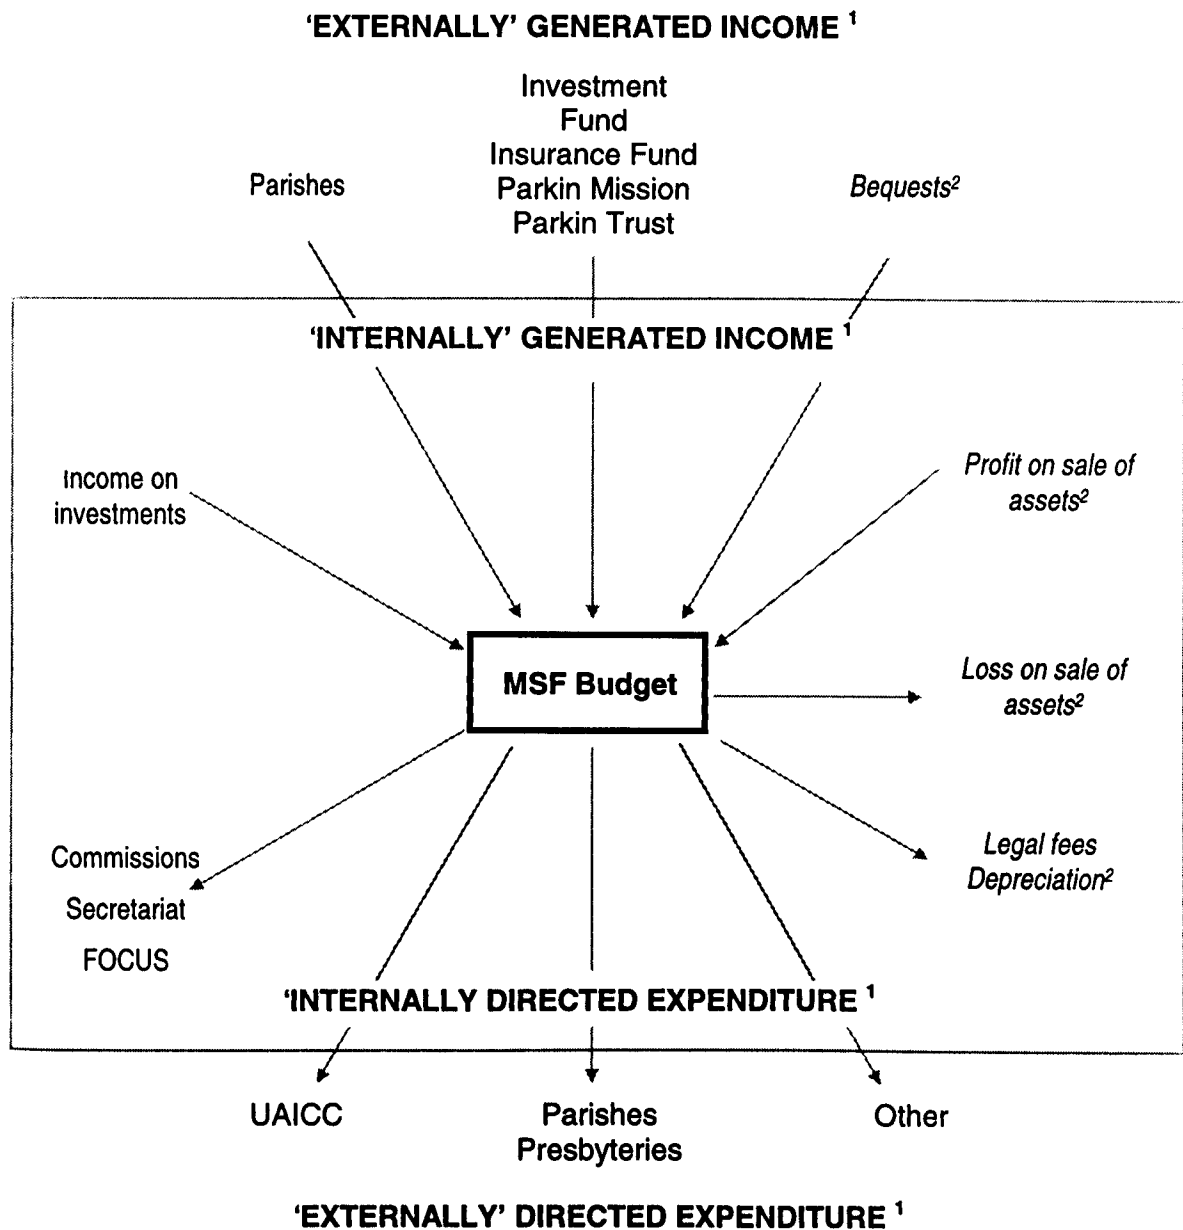 ‘EXTERNALLY’ GENERATED INCOME ¹
Investment
Fund
Insurance Fund
Parkin Mission
Parkin Trust
Parishes
Bequests²
‘INTERNALLY’ GENERATED INCOME ¹
Income on
investments
Profit on sale of
assets²
MSF Budget
Loss on sale of
assets²
Legal fees
Depreciation²
Commissions
Secretariat
FOCUS
‘INTERNALLY DIRECTED EXPENDITURE ¹
UAICC
Parishes
Presbyteries
Other
‘EXTERNALLY’ DIRECTED EXPENDITURE ¹